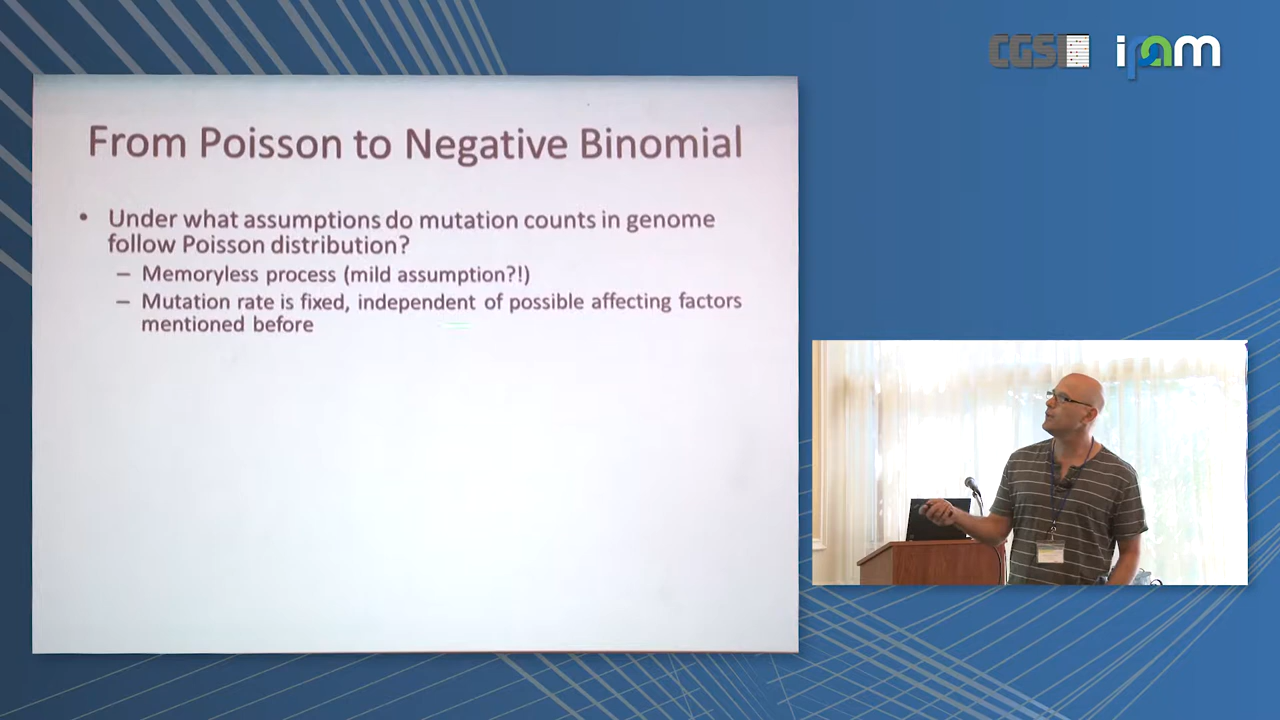 CGSI
ipam
From Poisson to Negative Binomial
• Under what assumptions do mutation counts in genome
follow Poisson distribution?
– Memoryless process (mild assumption?!)
– Mutation rate is fixed, independent of possible affecting factors
mentioned before